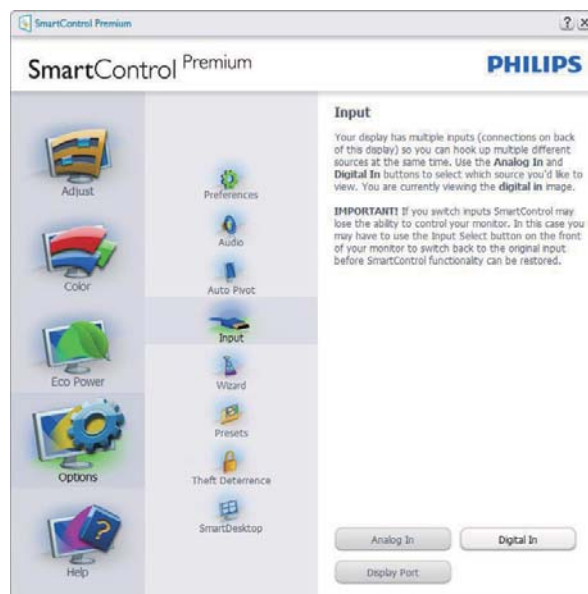 SmartControl Premium
SmartControl Premium
PHILIPS
Adjust
Color
Eco Power
Options
Help
Preferences
Audio
Auto Pivot
Input
Wizard
Presets
Theft Deterrence
SmartDesktop
Input
Your display has multiple inputs (connections on back
of this display) so you can hook up multiple different
sources at the same time. Use the Analog In and
Digital In buttons to select which source you'd like to
view. You are currently viewing the digital in image.
IMPORTANT! If you switch inputs SmartControl may
lose the ability to control your monitor. In this case you
may have to use the Input Select button on the front
of your monitor to switch back to the original input
before SmartControl functionality can be restored.
Analog In
Digital In
Display Port